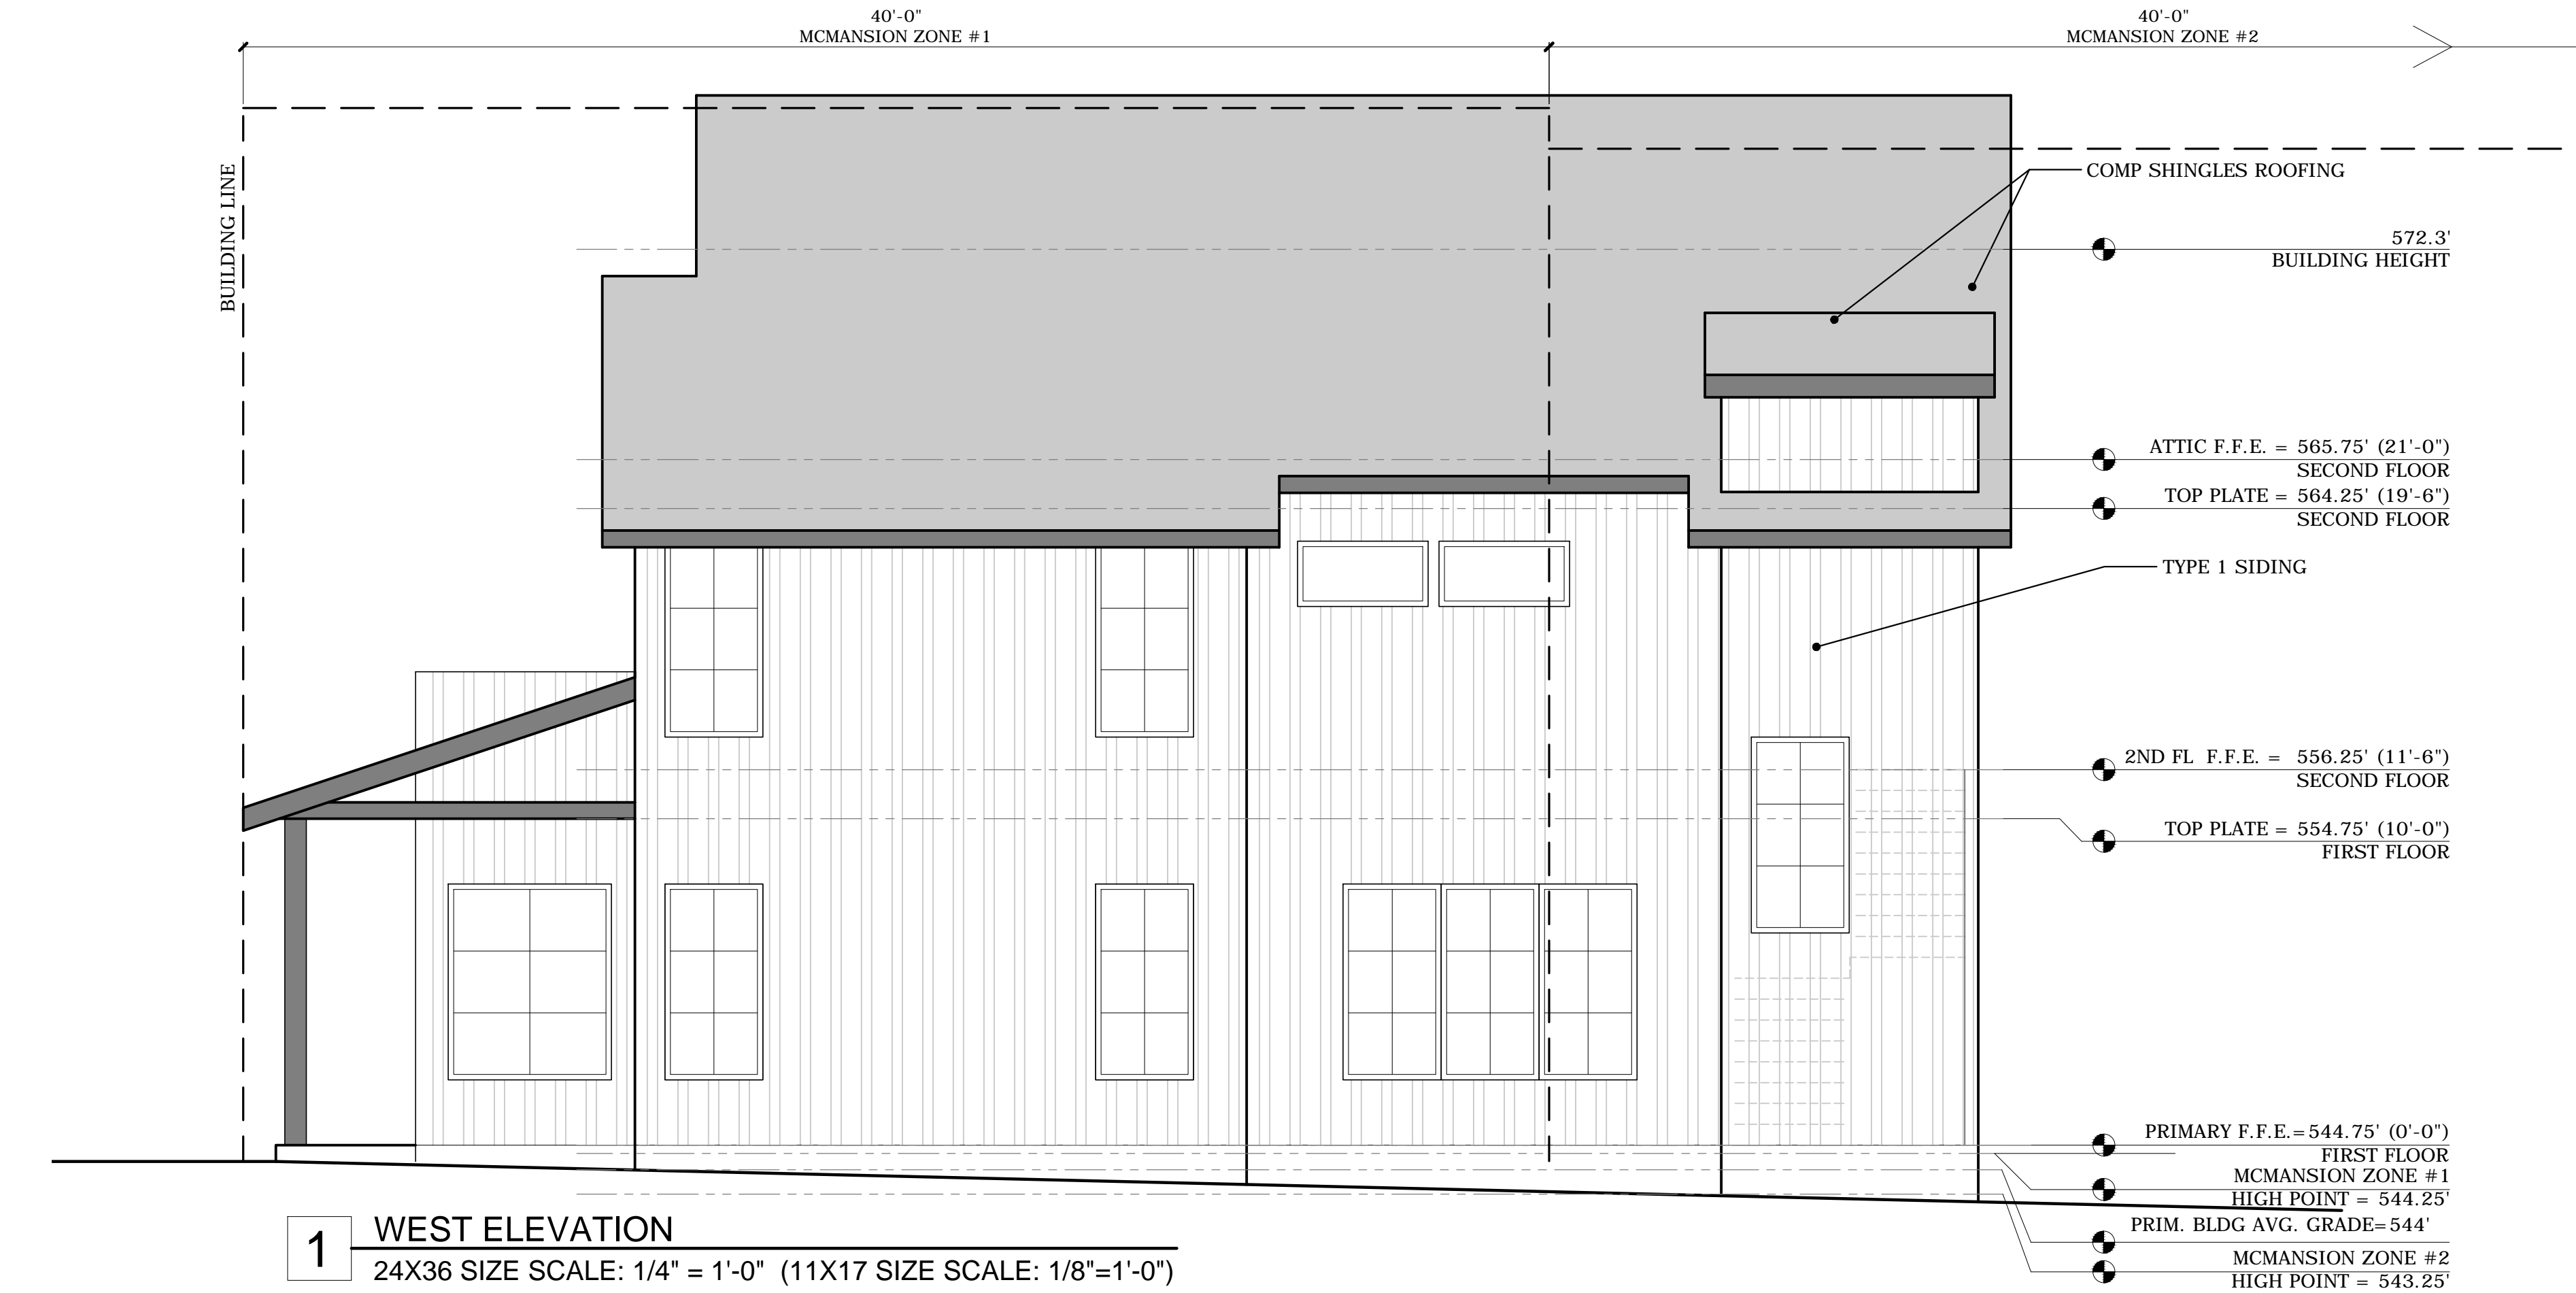 40'-0"
MCMANSION ZONE #1
40'-0"
MCMANSION ZONE #2
BUILDING LINE
COMP SHINGLES ROOFING
572.3'
BUILDING HEIGHT
ATTIC F.F.E. = 565.75' (21'-0")
SECOND FLOOR
TOP PLATE = 564.25' (19'-6")
SECOND FLOOR
TYPE 1 SIDING
2ND FL F.F.E. = 556.25' (11'-6")
SECOND FLOOR
TOP PLATE = 554.75' (10'-0")
FIRST FLOOR
PRIMARY F.F.E.=544.75' (0'-0")
FIRST FLOOR
MCMANSION ZONE #1
HIGH POINT = 544.25'
PRIM. BLDG AVG. GRADE=544'
MCMANSION ZONE #2
HIGH POINT = 543.25'
1 WEST ELEVATION
24X36 SIZE SCALE: 1/4" = 1'-0" (11X17 SIZE SCALE: 1/8"=1'-0")